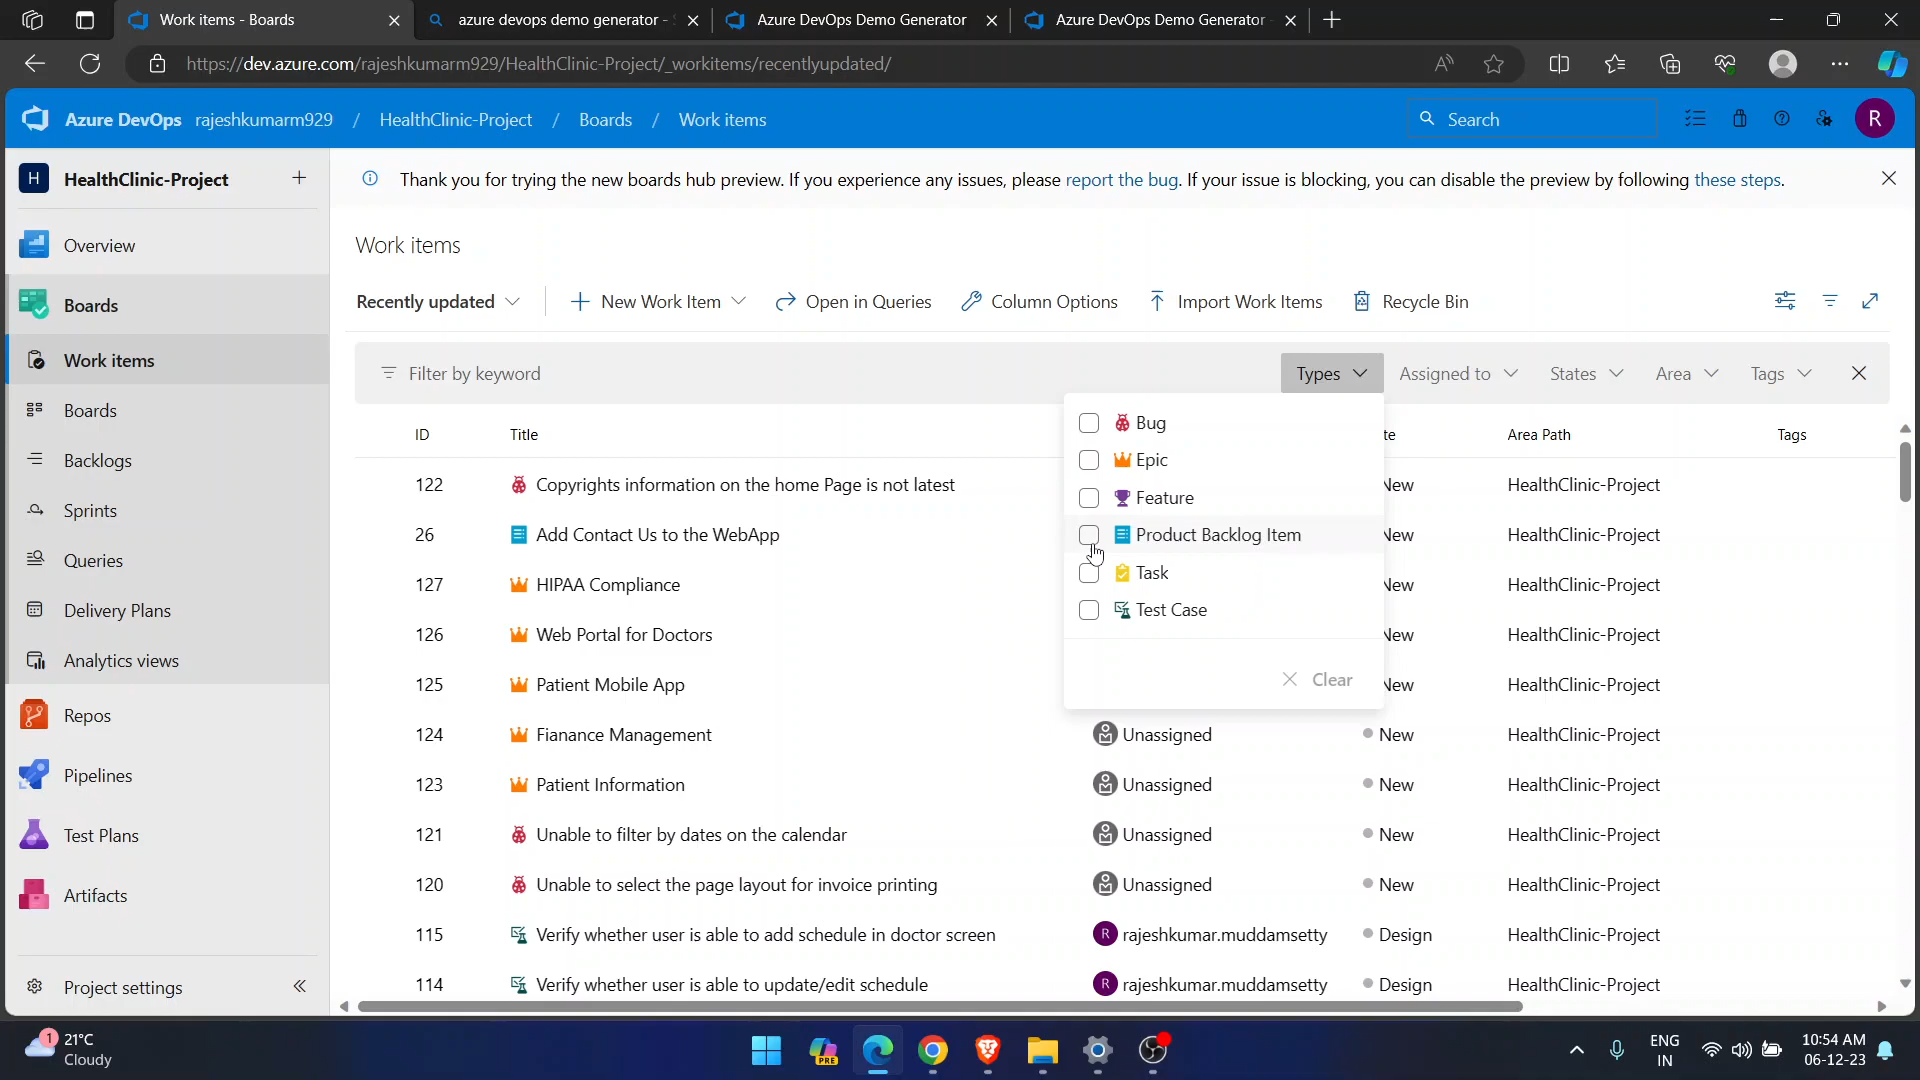 Work items - Boards
azure devops demo generator -
Azure DevOps Demo Generator
Azure DevOps Demo Generator
https://dev.azure.com/rajeshkumarm929/HealthClinic-Project/_workitems/recentlyupdated/
Azure DevOps rajeshkumarm929 / HealthClinic-Project / Boards / Work items
Search
R
H HealthClinic-Project
Thank you for trying the new boards hub preview. If you experience any issues, please report the bug. If your issue is blocking, you can disable the preview by following these steps.
Overview
Boards
Work items
Boards
Backlogs
Sprints
Queries
Delivery Plans
Analytics views
Repos
Pipelines
Test Plans
Artifacts
Project settings
Work items
Recently updated New Work Item Open in Queries Column Options Import Work Items Recycle Bin
Filter by keyword Types Assigned to States Area Tags
Bug
Epic
Feature
Product Backlog Item
Task
Test Case
Clear
ID Title te Area Path Tags
122 Copyrights information on the home Page is not latest New HealthClinic-Project
26 Add Contact Us to the WebApp New HealthClinic-Project
127 HIPAA Compliance New HealthClinic-Project
126 Web Portal for Doctors New HealthClinic-Project
125 Patient Mobile App New HealthClinic-Project
124 Fianance Management Unassigned New HealthClinic-Project
123 Patient Information Unassigned New HealthClinic-Project
121 Unable to filter by dates on the calendar Unassigned New HealthClinic-Project
120 Unable to select the page layout for invoice printing Unassigned New HealthClinic-Project
115 Verify whether user is able to add schedule in doctor screen R rajeshkumar.muddamsetty Design HealthClinic-Project
114 Verify whether user is able to update/edit schedule R rajeshkumar.muddamsetty Design HealthClinic-Project
1 21°C
Cloudy
PRE
ENG
IN
10:54 AM
06-12-23